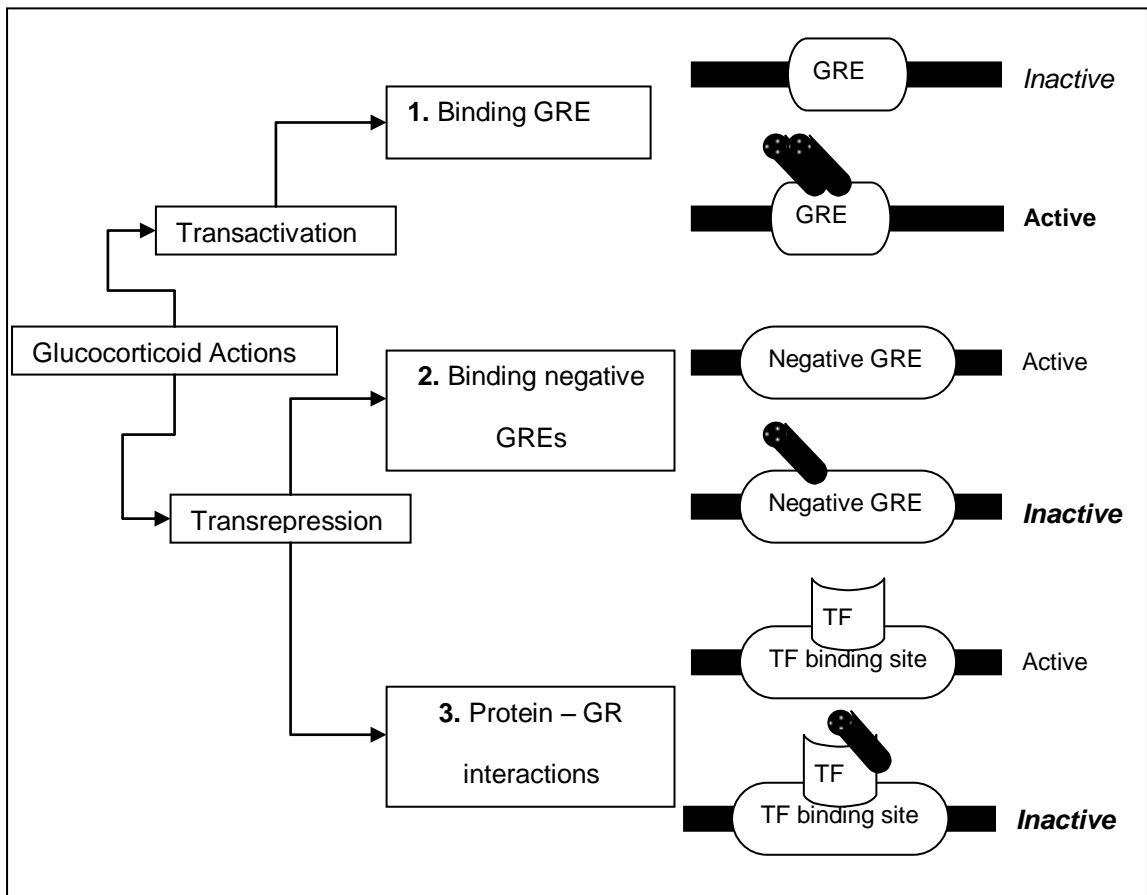 GRE
Inactive
1. Binding GRE
GRE
Active
Transactivation
Glucocorticoid Actions
2. Binding negative
GREs
Negative GRE
Active
Negative GRE
Inactive
Transrepression
TF
TF binding site
Active
3. Protein – GR
interactions
TF
TF binding site
Inactive